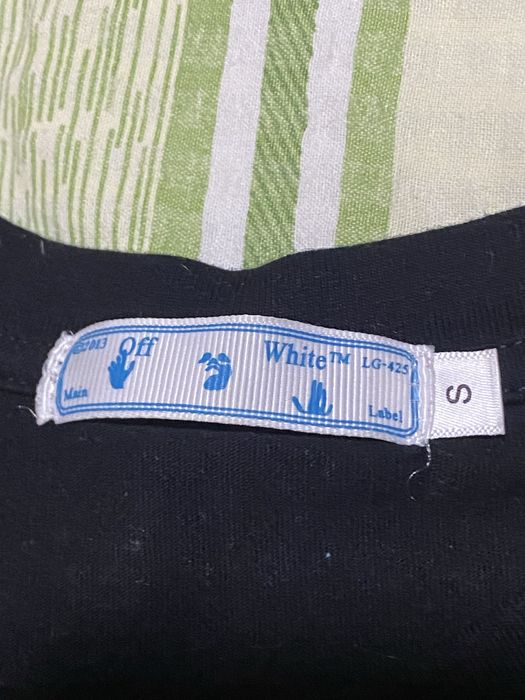 2013 Off White™ LG-425
Main Label
S